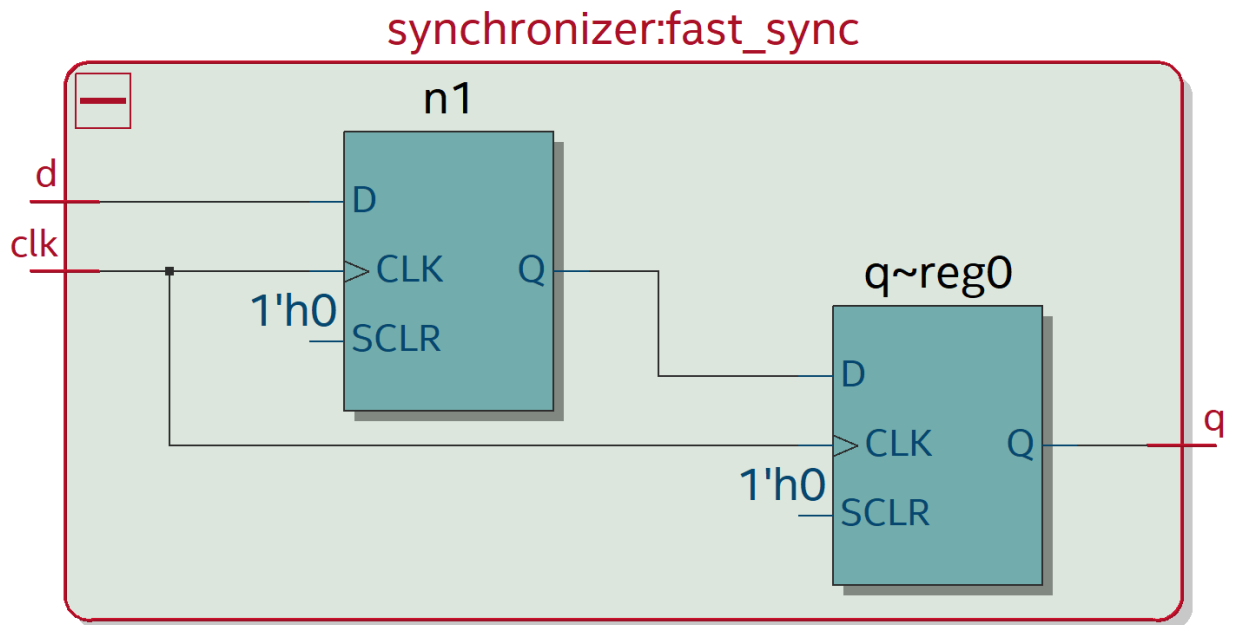 synchronizer:fast_sync
n1
d
D
clk
CLK
Q
1'h0
SCLR
q~reg0
D
CLK
Q
q
1'h0
SCLR